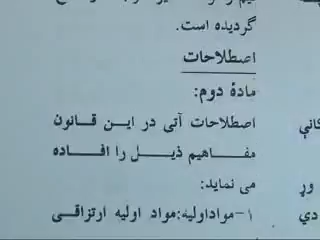 گردیده است.
اصطلاحات
مادهٔ دوم:
اصطلاحات آتی در این قانون
مفاهیم ذیل را افاده
می نماید:
۱-مواداولیه:مواد اولیه ارتزاقی